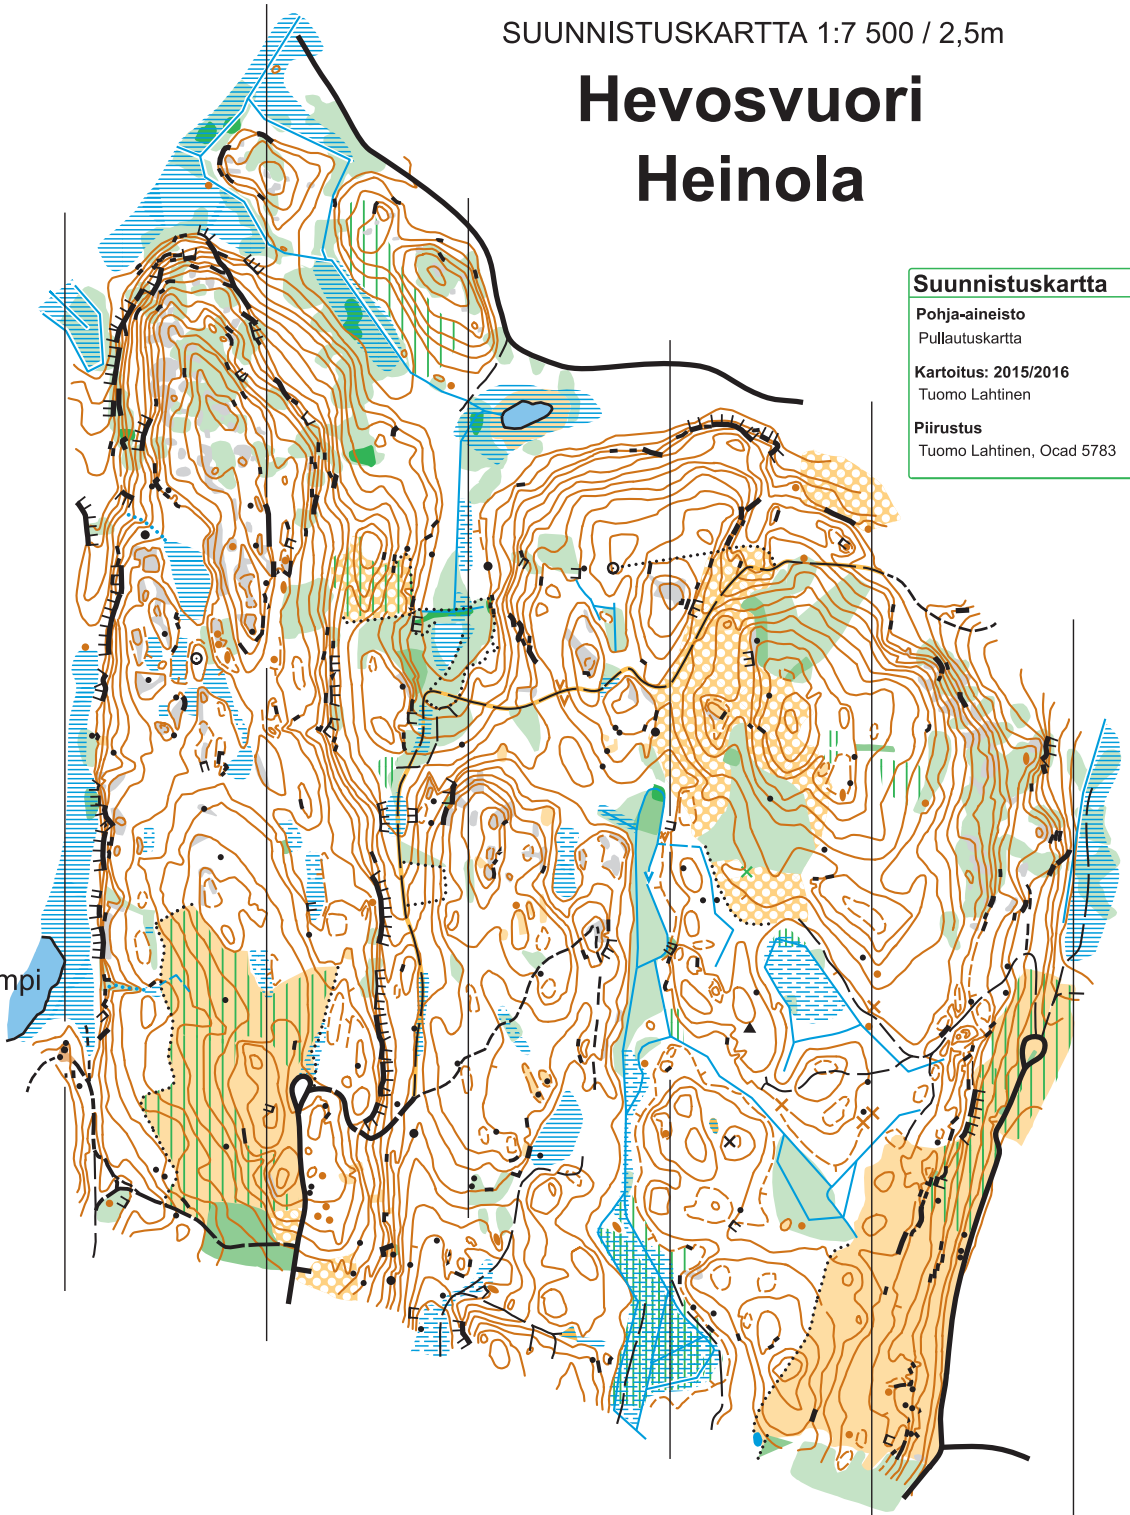 SUUNNISTUSKARTTA 1:7 500 / 2,5m
Hevosvuori
Heinola
Suunnistuskartta
Pohja-aineisto
Pullautuskartta
Kartoitus: 2015/2016
Tuomo Lahtinen
Piirustus
Tuomo Lahtinen, Ocad 5783
mpi